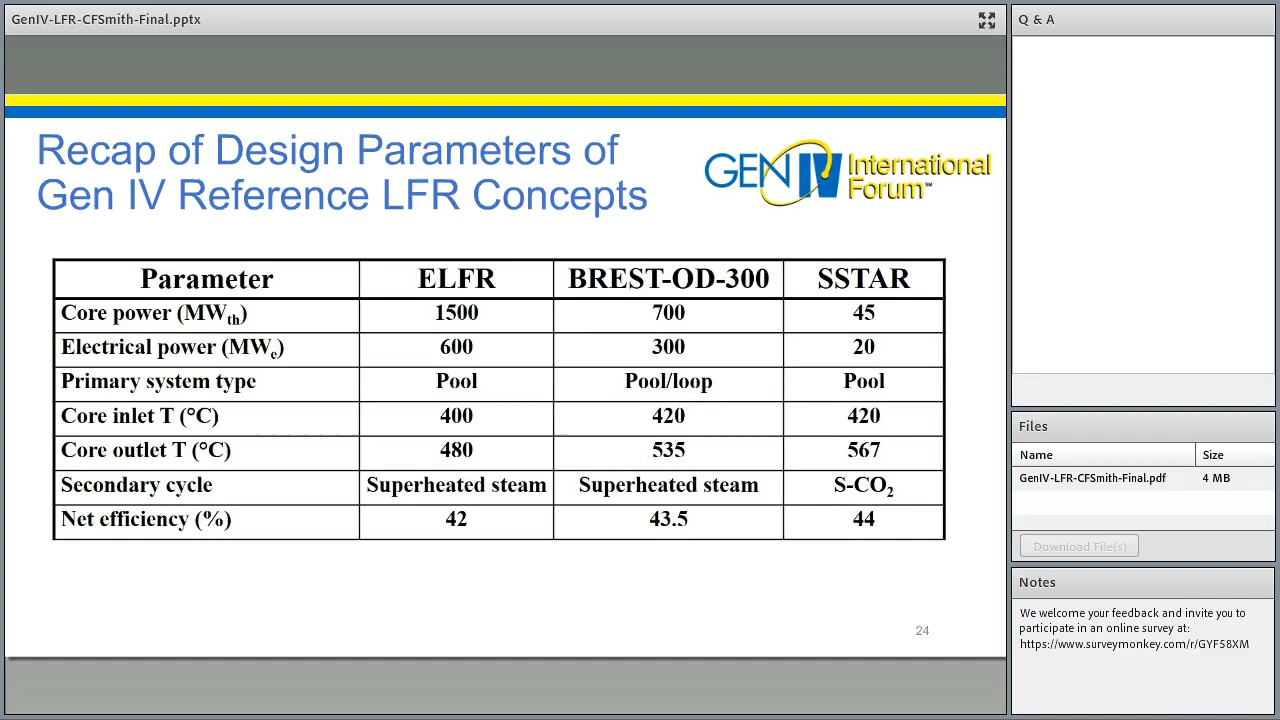 GenIV-LFR-CFSmith-Final.pptx
Recap of Design Parameters of
Gen IV Reference LFR Concepts
GEN IV International
Forum™
Parameter ELFR BREST-OD-300 SSTAR
Core power (MWth) 1500 700 45
Electrical power (MWe) 600 300 20
Primary system type Pool Pool/loop Pool
Core inlet T (°C) 400 420 420
Core outlet T (°C) 480 535 567
Secondary cycle Superheated steam Superheated steam S-CO2
Net efficiency (%) 42 43.5 44
24
Q & A
Files
Name Size
GenIV-LFR-CFSmith-Final.pdf 4 MB
Download File(s)
Notes
We welcome your feedback and invite you to
participate in an online survey at:
https://www.surveymonkey.com/r/GYF58XM